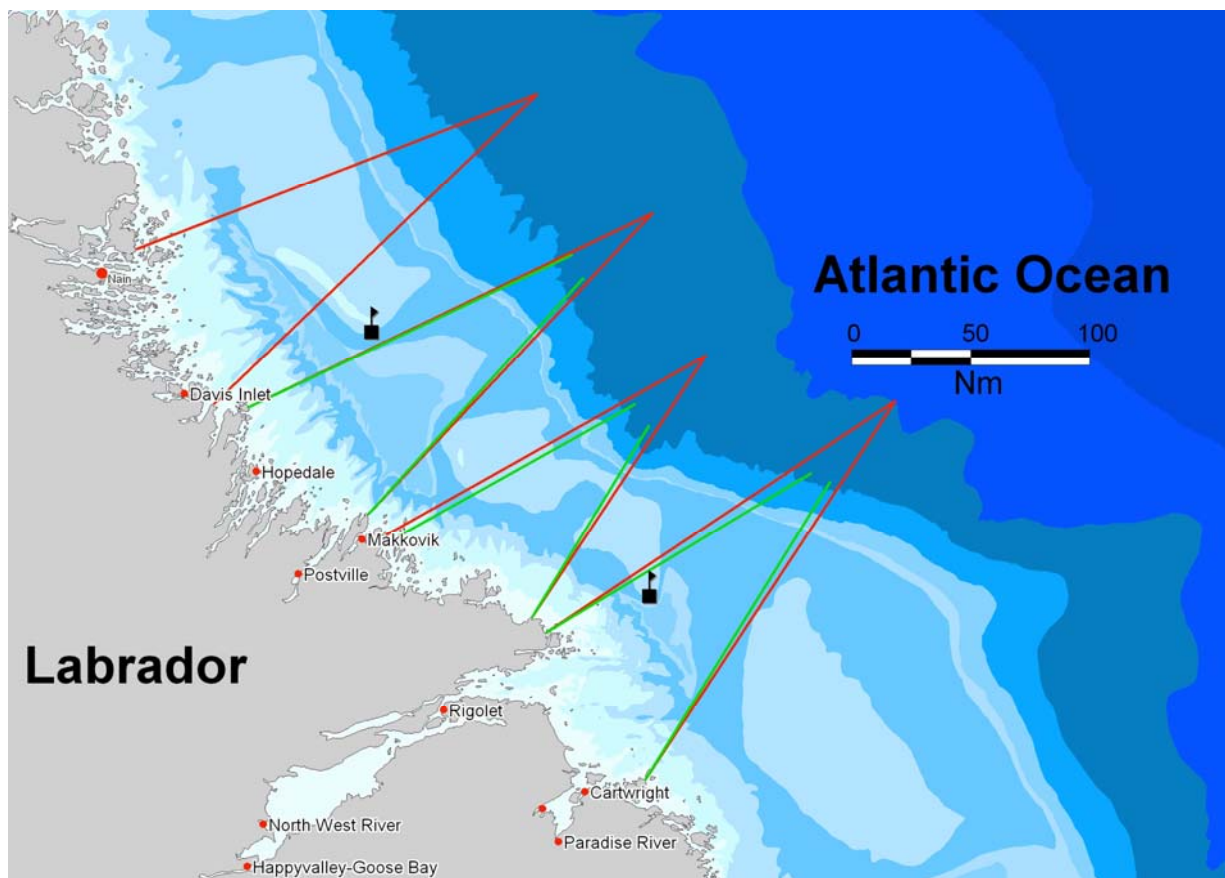 Atlantic Ocean
0 50 100
Nm
Nain
Davis Inlet
Hopedale
Makkovik
Postville
Labrador
Rigolet
Cartwright
North West River
Paradise River
Happyvalley-Goose Bay